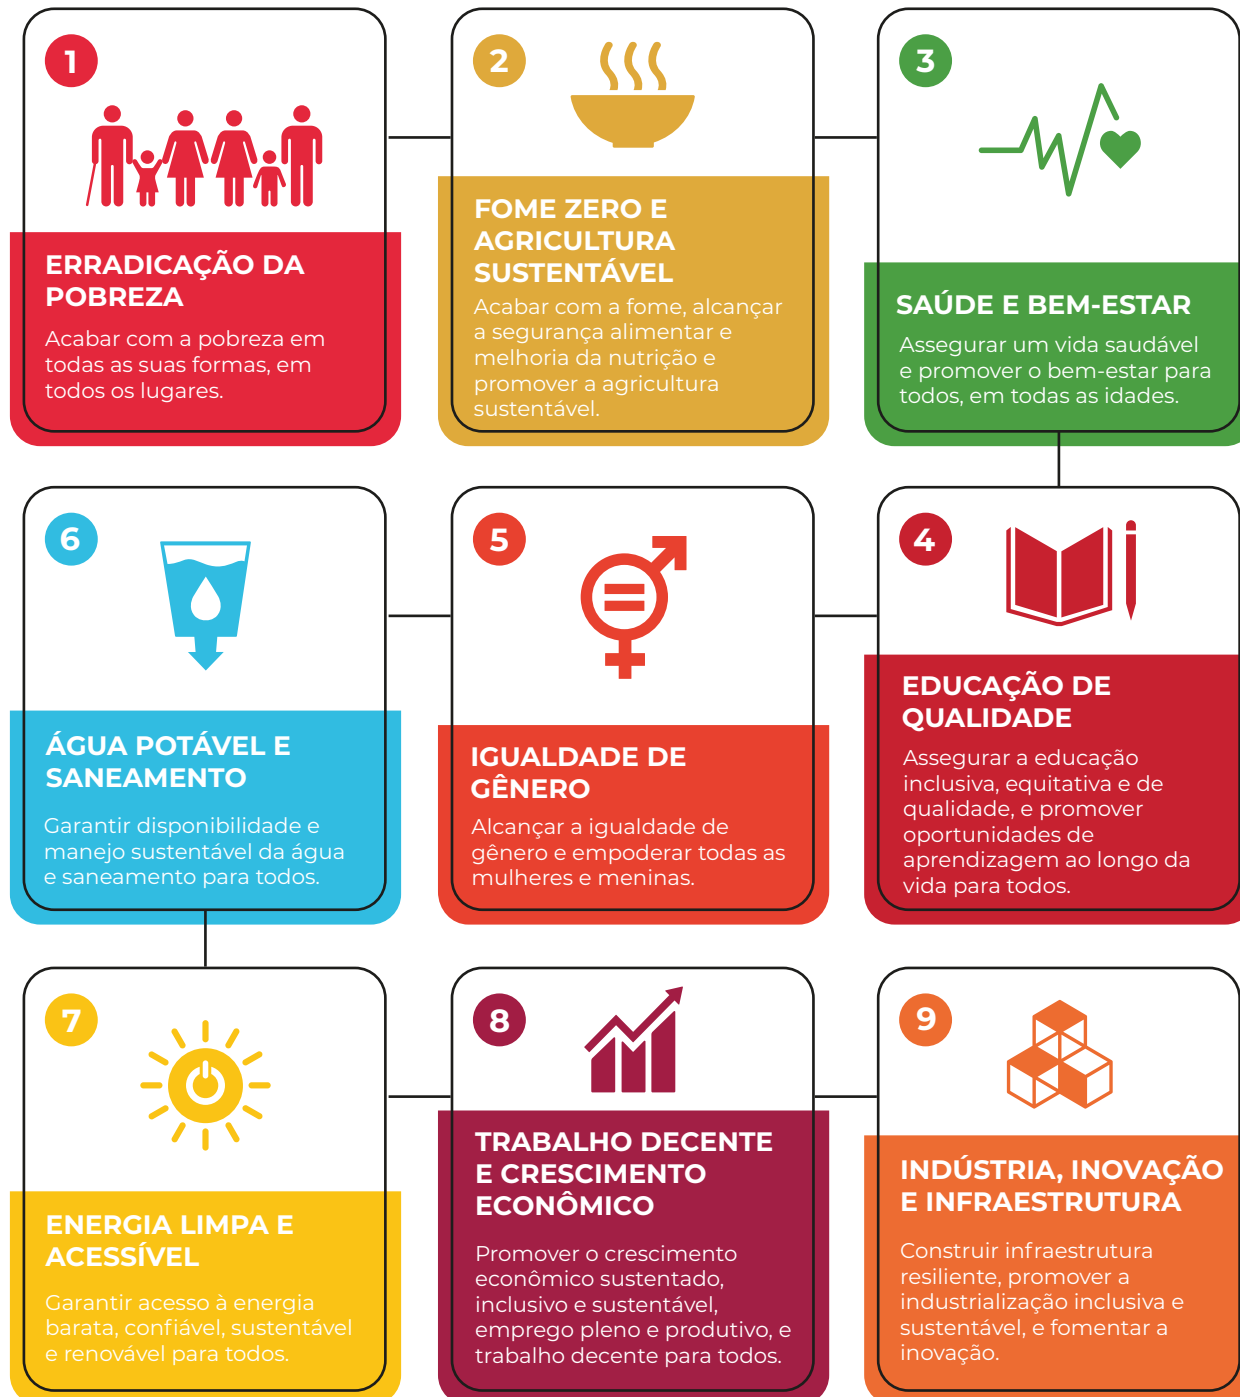 1
ERRADICAÇÃO DA
POBREZA
Acabar com a pobreza em
todas as suas formas, em
todos os lugares.
2
FOME ZERO E
AGRICULTURA
SUSTENTÁVEL
Acabar com a fome, alcançar
a segurança alimentar e
melhoria da nutrição e
promover a agricultura
sustentável.
3
SAÚDE E BEM-ESTAR
Assegurar um vida saudável
e promover o bem-estar para
todos, em todas as idades.
4
EDUCAÇÃO DE
QUALIDADE
Assegurar a educação
inclusiva, equitativa e de
qualidade, e promover
oportunidades de
aprendizagem ao longo da
vida para todos.
5
IGUALDADE DE
GÊNERO
Alcançar a igualdade de
gênero e empoderar todas as
mulheres e meninas.
6
ÁGUA POTÁVEL E
SANEAMENTO
Garantir disponibilidade e
manejo sustentável da água
e saneamento para todos.
7
ENERGIA LIMPA E
ACESSÍVEL
Garantir acesso à energia
barata, confiável, sustentável
e renovável para todos.
8
TRABALHO DECENTE
E CRESCIMENTO
ECONÔMICO
Promover o crescimento
econômico sustentado,
inclusivo e sustentável,
emprego pleno e produtivo, e
trabalho decente para todos.
9
INDÚSTRIA, INOVAÇÃO
E INFRAESTRUTURA
Construir infraestrutura
resiliente, promover a
industrialização inclusiva e
sustentável, e fomentar a
inovação.